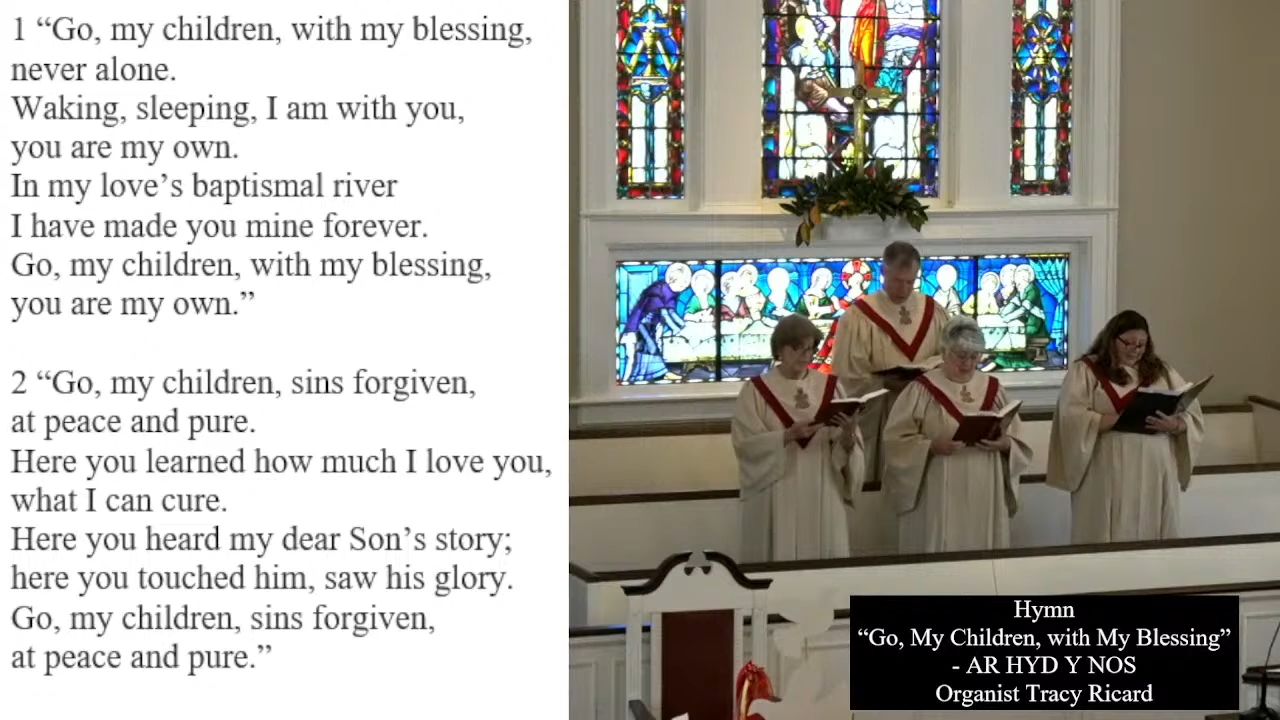 1 “Go, my children, with my blessing,
never alone.
Waking, sleeping, I am with you,
you are my own.
In my love’s baptismal river
I have made you mine forever.
Go, my children, with my blessing,
you are my own.”
2 “Go, my children, sins forgiven,
at peace and pure.
Here you learned how much I love you,
what I can cure.
Here you heard my dear Son’s story;
here you touched him, saw his glory.
Go, my children, sins forgiven,
at peace and pure.”
Hymn
“Go, My Children, with My Blessing”
- AR HYD Y NOS
Organist Tracy Ricard